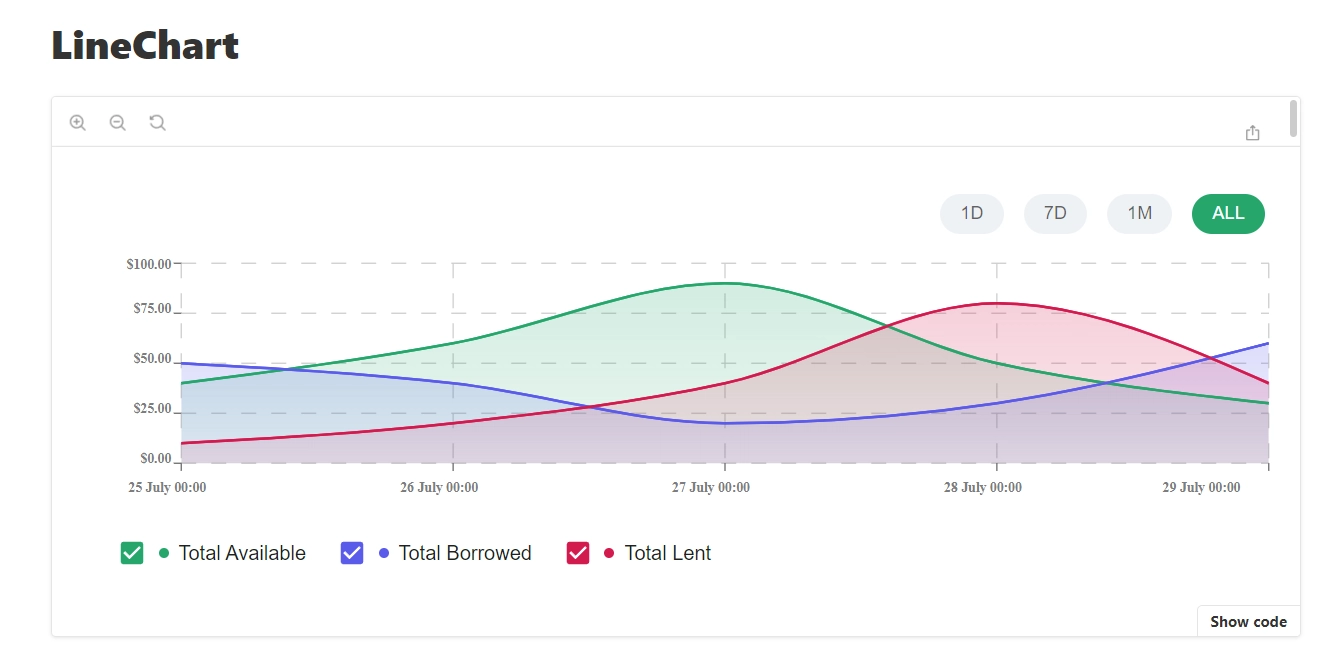 LineChart
1D 7D 1M ALL
$100.00
$75.00
$50.00
$25.00
$0.00
25 July 00:00 26 July 00:00 27 July 00:00 28 July 00:00 29 July 00:00
Total Available Total Borrowed Total Lent
Show code